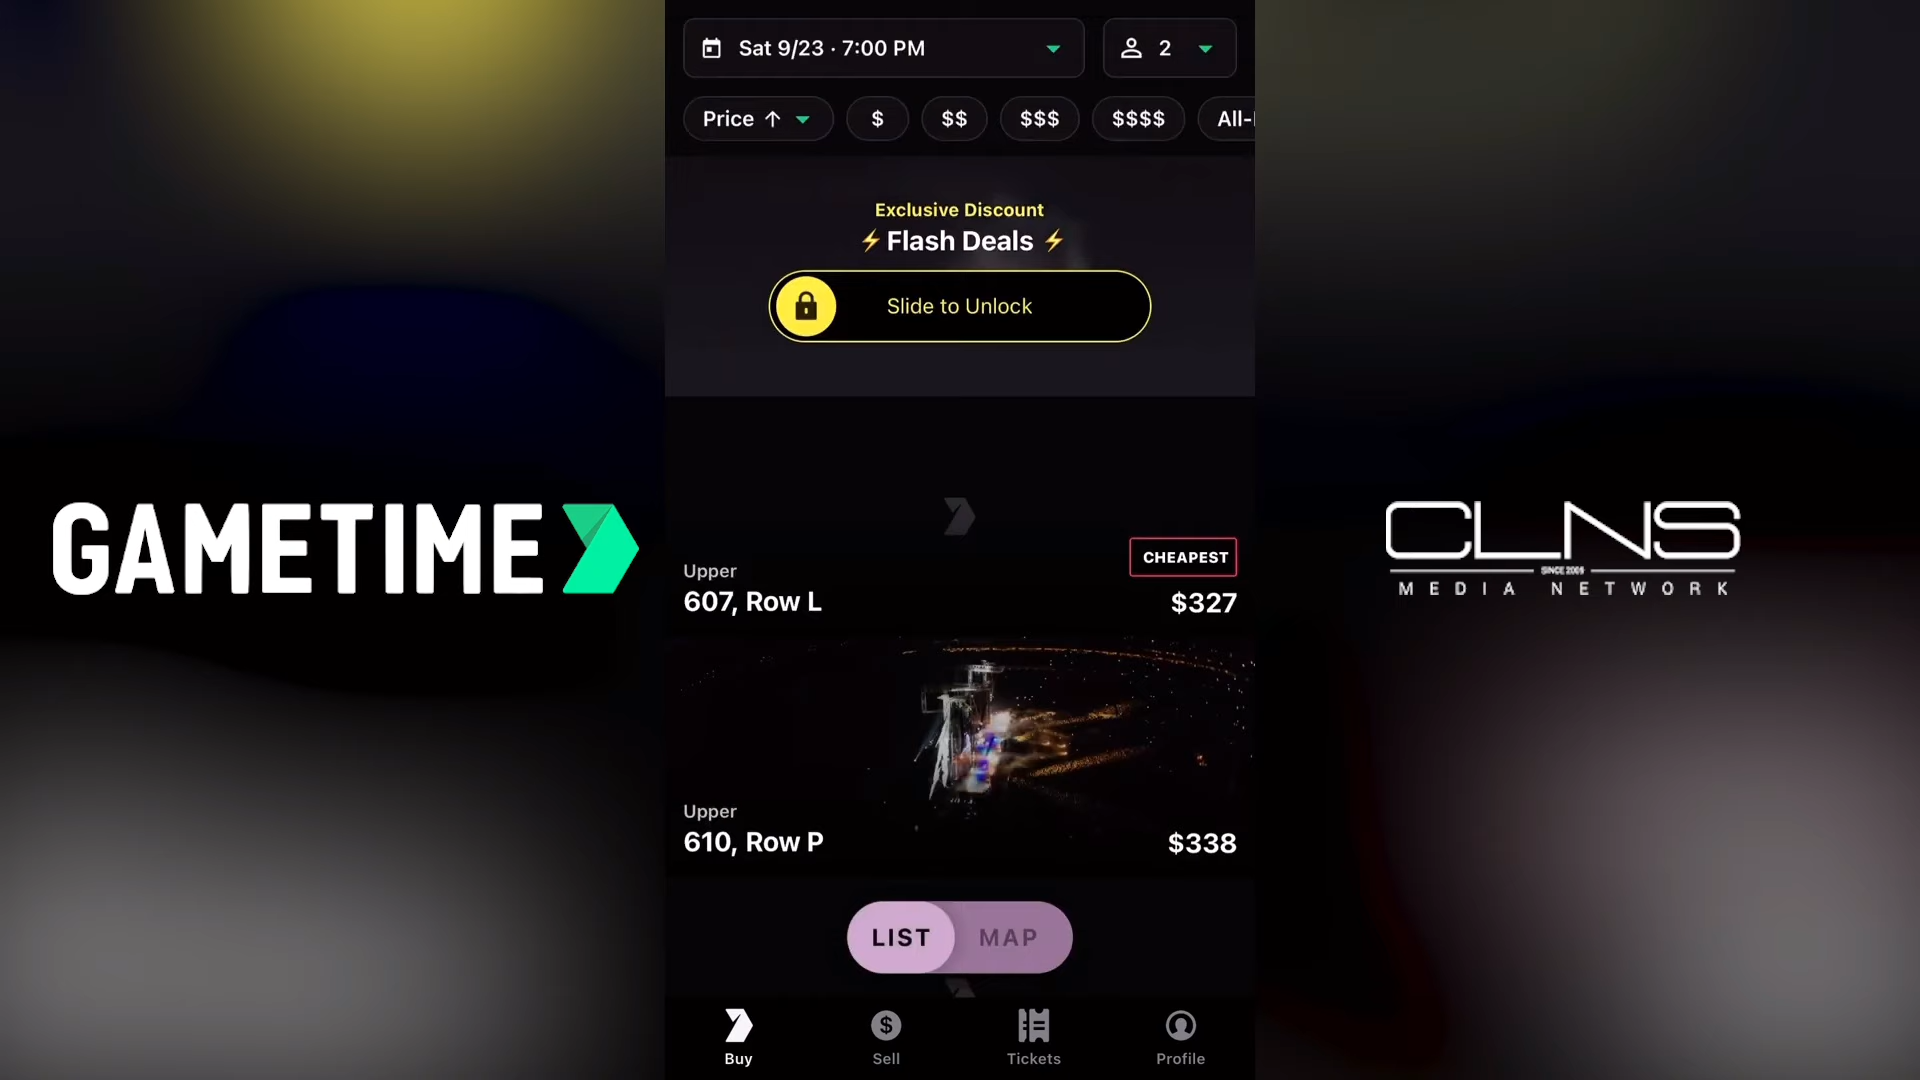 Sat 9/23 · 7:00 PM
2
Price ↑
$
$$
$$$
$$$$
All-
Exclusive Discount
⚡ Flash Deals ⚡
Slide to Unlock
GAMETIME
CLNS
SINCE 2009
MEDIA NETWORK
CHEAPEST
Upper
607, Row L
$327
Upper
610, Row P
$338
LIST
MAP
Buy
Sell
Tickets
Profile